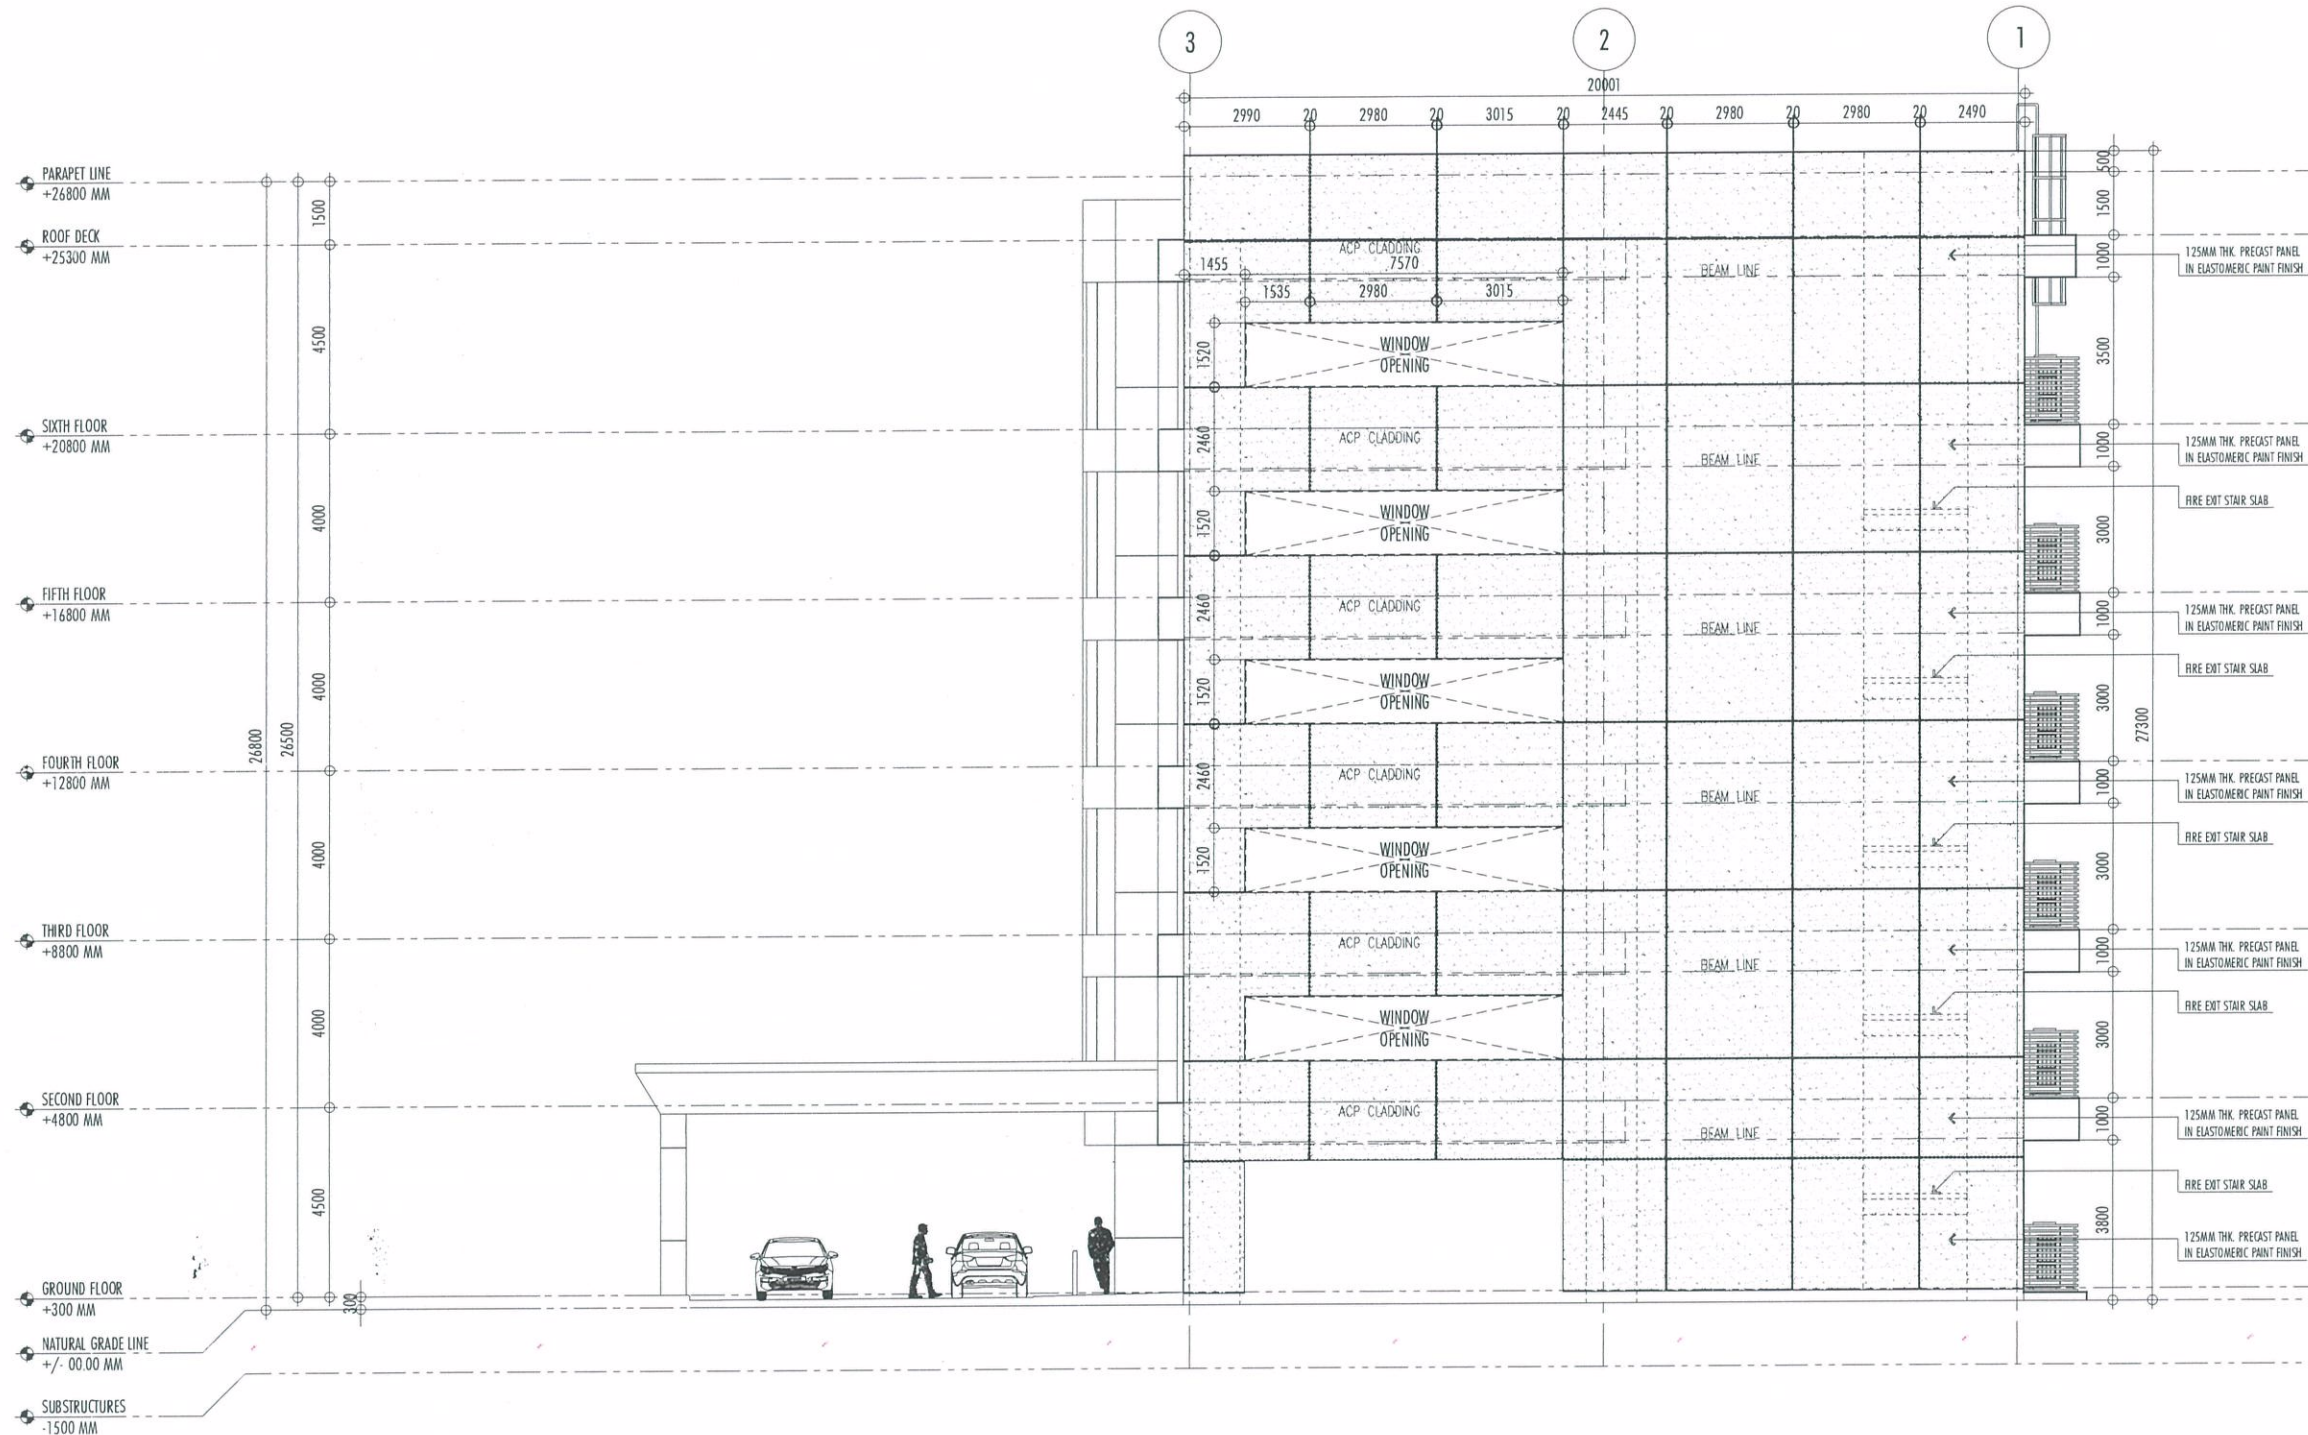 3
2
1
20001
2990
20
2980
20
3015
20
2445
20
2980
20
2980
20
2490
PARAPET LINE
+26800 MM
ROOF DECK
+25300 MM
SIXTH FLOOR
+20800 MM
FIFTH FLOOR
+16800 MM
FOURTH FLOOR
+12800 MM
THIRD FLOOR
+8800 MM
SECOND FLOOR
+4800 MM
GROUND FLOOR
+300 MM
NATURAL GRADE LINE
+/- 00.00 MM
SUBSTRUCTURES
-1500 MM
26800
26500
1500
4500
4000
4000
4000
4000
4500
300
ACP CLADDING
1455
7570
1535
2980
3015
BEAM LINE
1520
WINDOW
OPENING
2460
ACP CLADDING
BEAM LINE
1520
WINDOW
OPENING
2460
ACP CLADDING
BEAM LINE
1520
WINDOW
OPENING
2460
ACP CLADDING
BEAM LINE
1520
WINDOW
OPENING
ACP CLADDING
BEAM LINE
WINDOW
OPENING
ACP CLADDING
BEAM LINE
500
1500
1000
3500
1000
3000
1000
3000
1000
3000
1000
3000
1000
3800
27300
125MM THK. PRECAST PANEL
IN ELASTOMERIC PAINT FINISH
125MM THK. PRECAST PANEL
IN ELASTOMERIC PAINT FINISH
FIRE EXIT STAIR SLAB
125MM THK. PRECAST PANEL
IN ELASTOMERIC PAINT FINISH
FIRE EXIT STAIR SLAB
125MM THK. PRECAST PANEL
IN ELASTOMERIC PAINT FINISH
FIRE EXIT STAIR SLAB
125MM THK. PRECAST PANEL
IN ELASTOMERIC PAINT FINISH
FIRE EXIT STAIR SLAB
125MM THK. PRECAST PANEL
IN ELASTOMERIC PAINT FINISH
FIRE EXIT STAIR SLAB
125MM THK. PRECAST PANEL
IN ELASTOMERIC PAINT FINISH